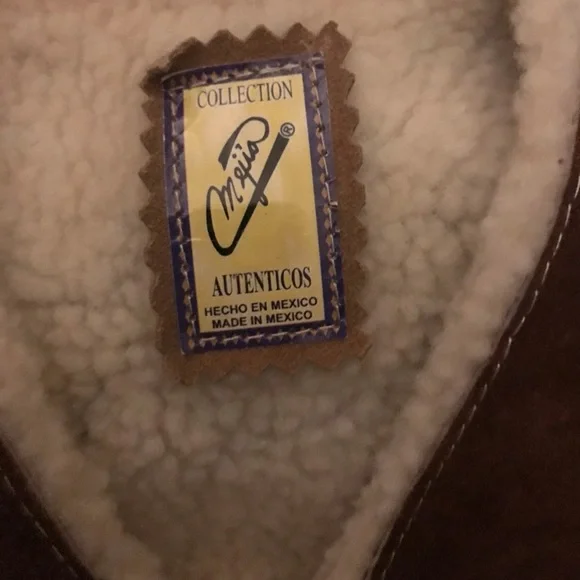 COLLECTION
Mejia ®
AUTENTICOS
HECHO EN MEXICO
MADE IN MEXICO